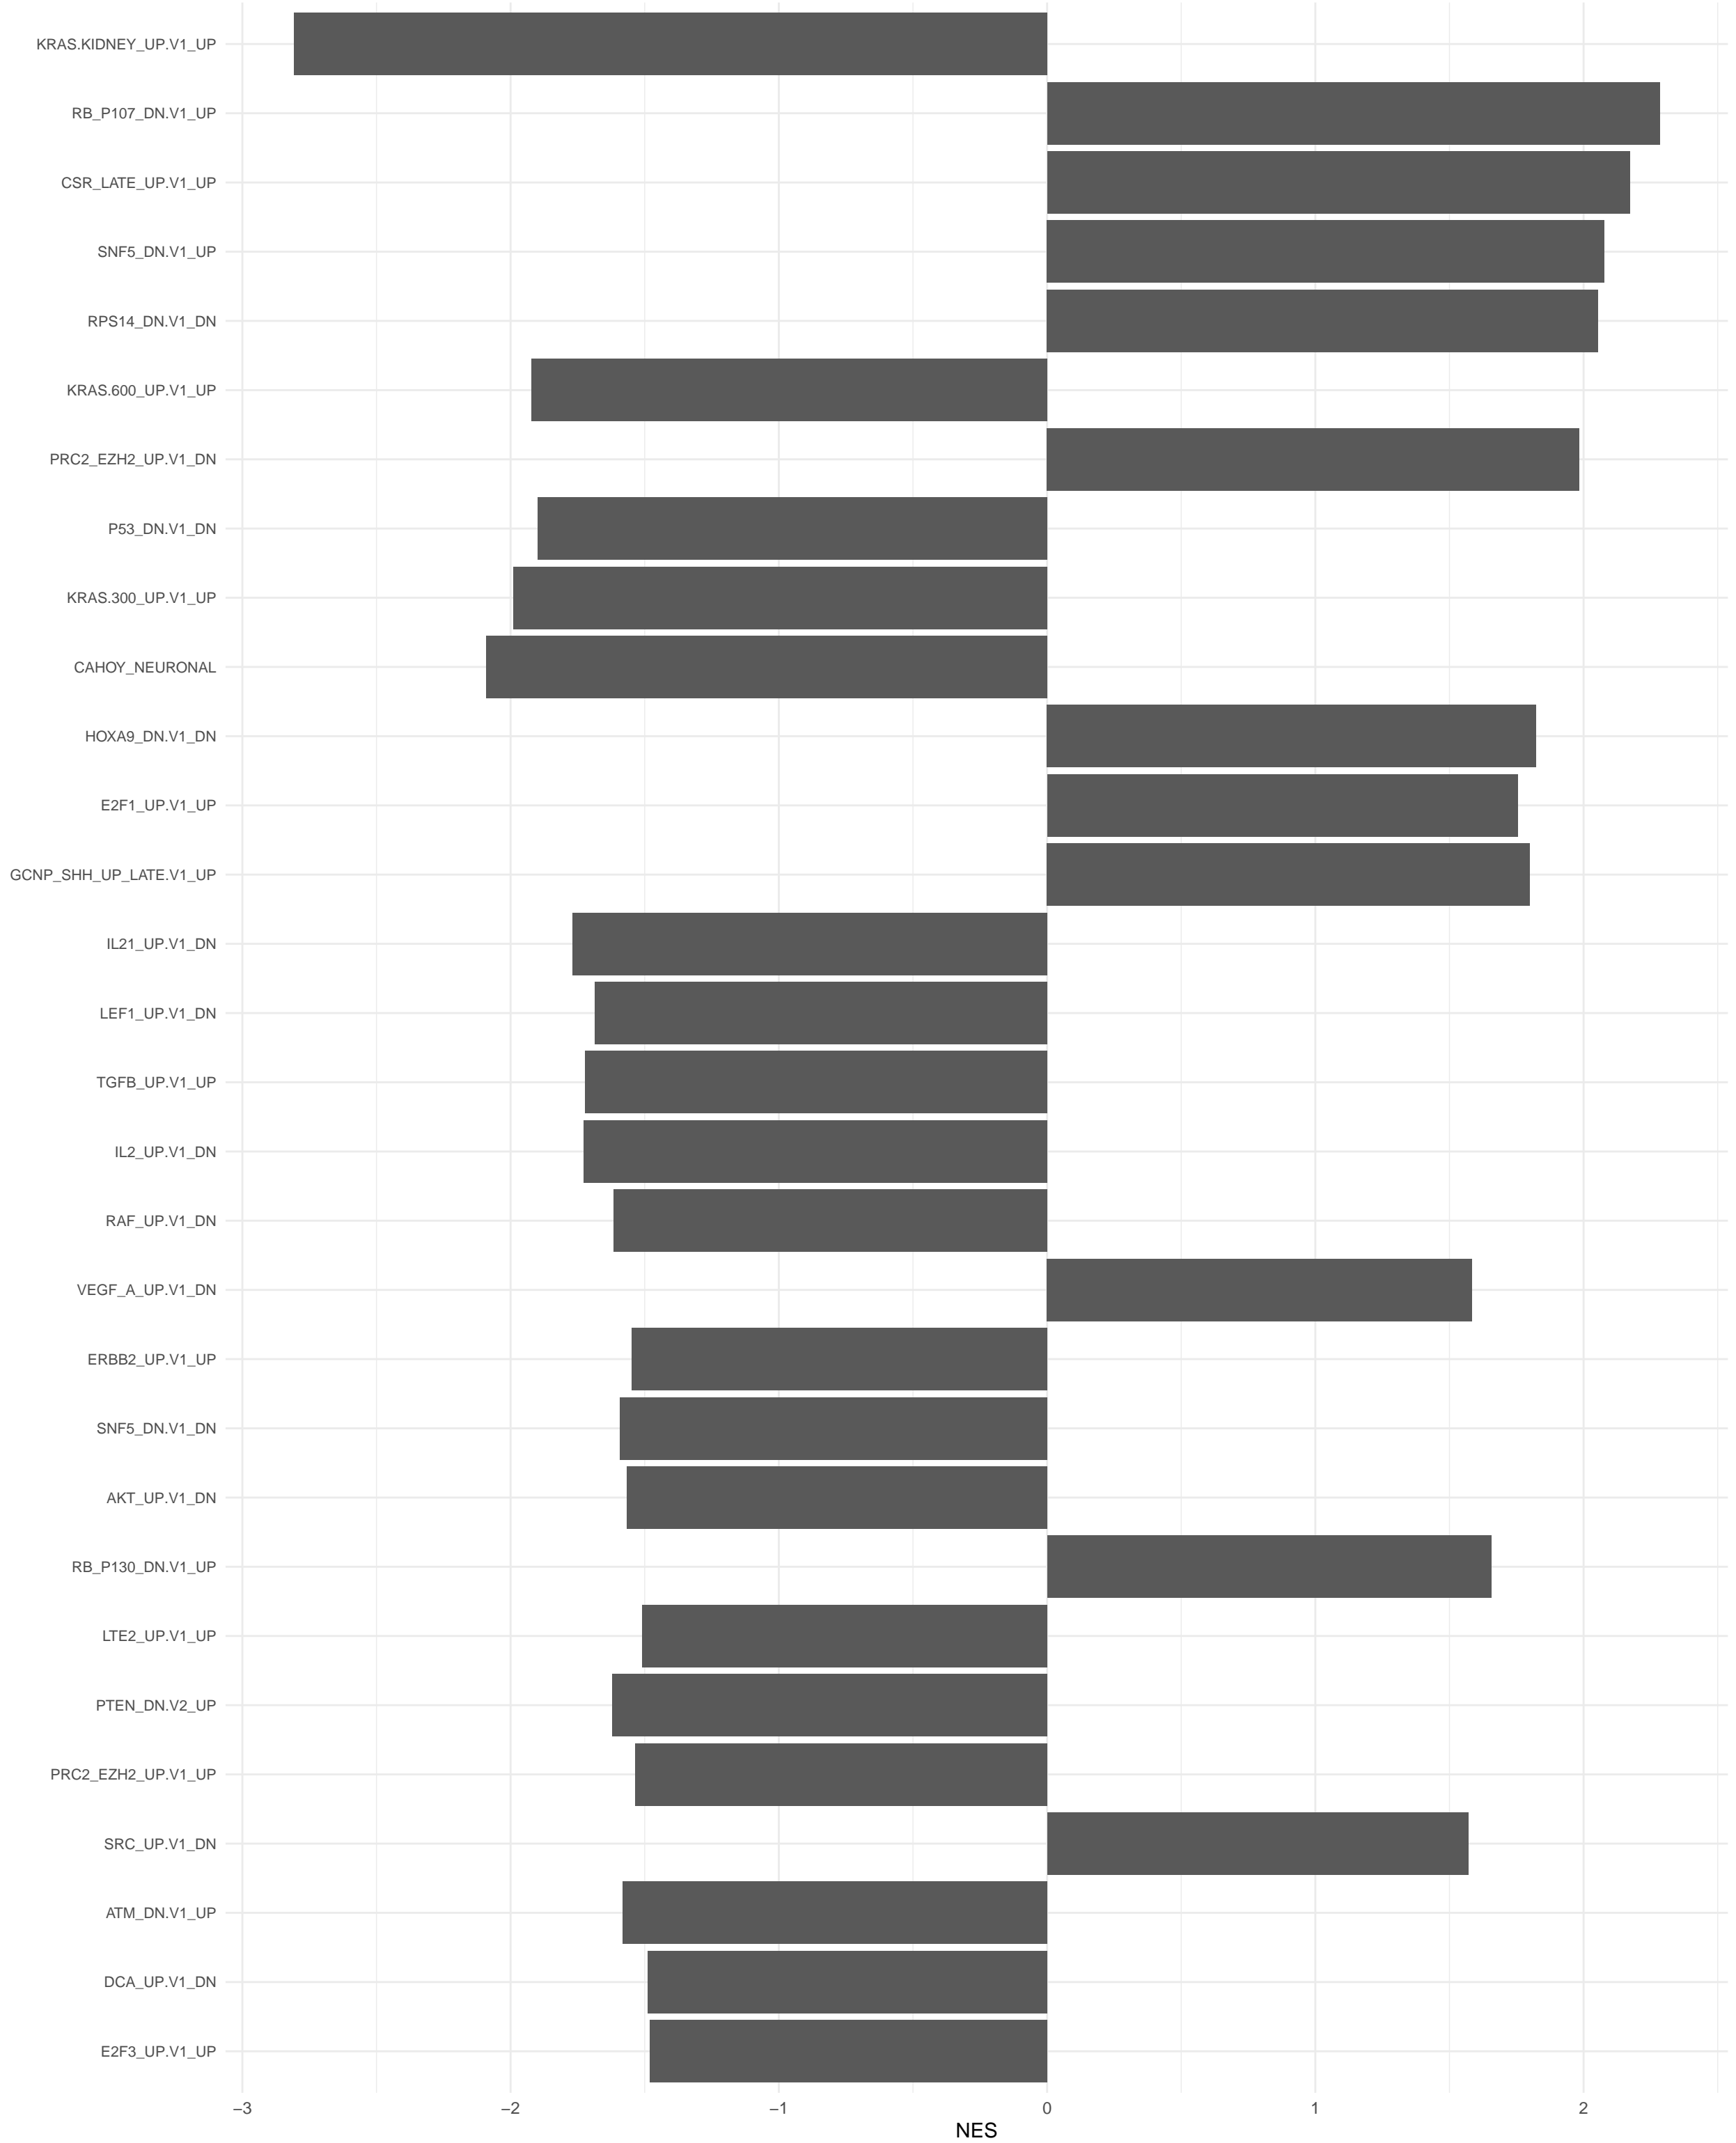 KRAS.KIDNEY_UP.V1_UP
RB_P107_DN.V1_UP
CSR_LATE_UP.V1_UP
SNF5_DN.V1_UP
RPS14_DN.V1_DN
KRAS.600_UP.V1_UP
PRC2_EZH2_UP.V1_DN
P53_DN.V1_DN
KRAS.300_UP.V1_UP
CAHOY_NEURONAL
HOXA9_DN.V1_DN
E2F1_UP.V1_UP
GCNP_SHH_UP_LATE.V1_UP
IL21_UP.V1_DN
LEF1_UP.V1_DN
TGFB_UP.V1_UP
IL2_UP.V1_DN
RAF_UP.V1_DN
VEGF_A_UP.V1_DN
ERBB2_UP.V1_UP
SNF5_DN.V1_DN
AKT_UP.V1_DN
RB_P130_DN.V1_UP
LTE2_UP.V1_UP
PTEN_DN.V2_UP
PRC2_EZH2_UP.V1_UP
SRC_UP.V1_DN
ATM_DN.V1_UP
DCA_UP.V1_DN
E2F3_UP.V1_UP
−3 −2 −1 0 1 2
NES